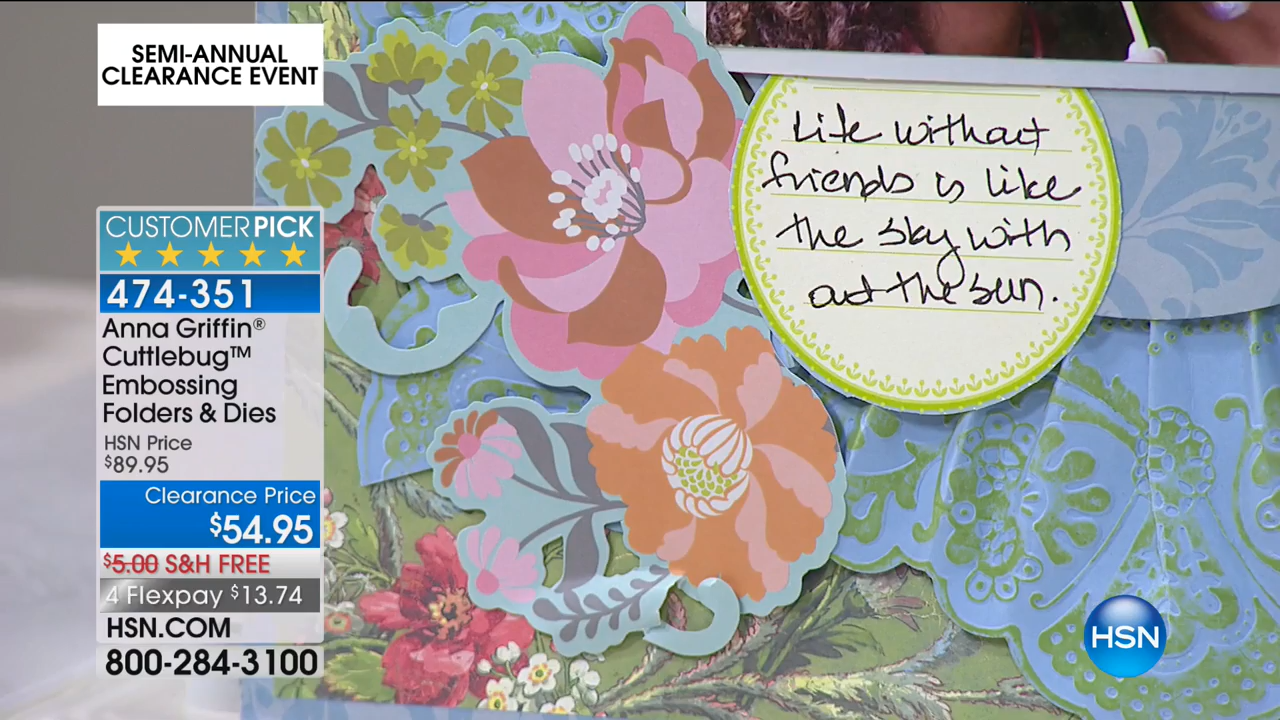 SEMI-ANNUAL
CLEARANCE EVENT
CUSTOMER PICK
474-351
Anna Griffin®
Cuttlebug™
Embossing
Folders & Dies
HSN Price
$89.95
Clearance Price
$54.95
$5.00 S&H FREE
4 Flexpay $13.74
HSN.COM
800-284-3100
Life without
friends is like
the sky with
out the sun.
HSN